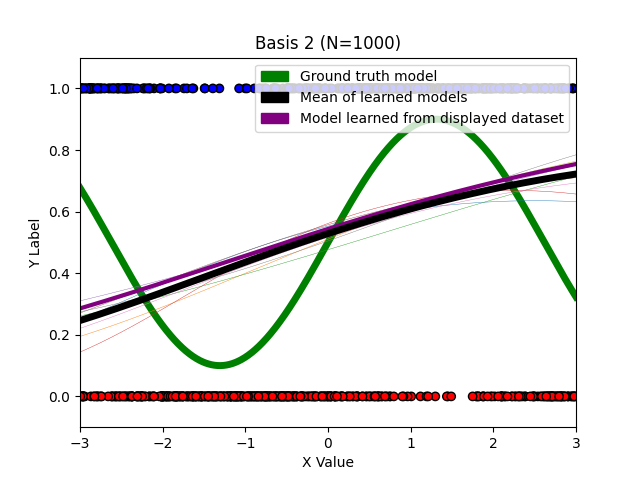 Basis 2 (N=1000)
Ground truth model
Mean of learned models
Model learned from displayed dataset
Y Label
1.0
0.8
0.6
0.4
0.2
0.0
−3
−2
−1
0
1
2
3
X Value